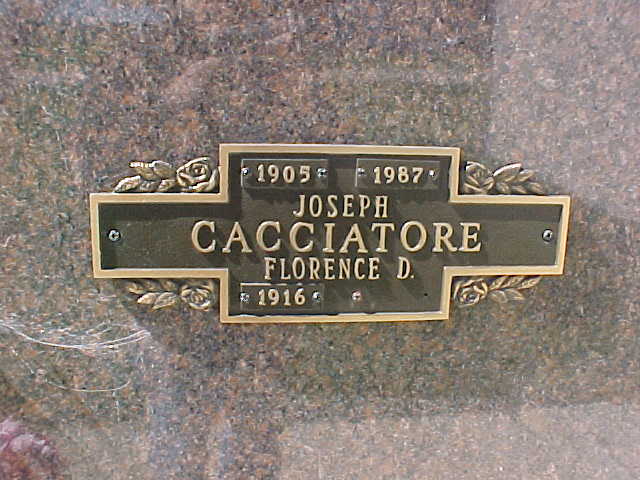 1905 1987
JOSEPH
CACCIATORE
FLORENCE D.
1916